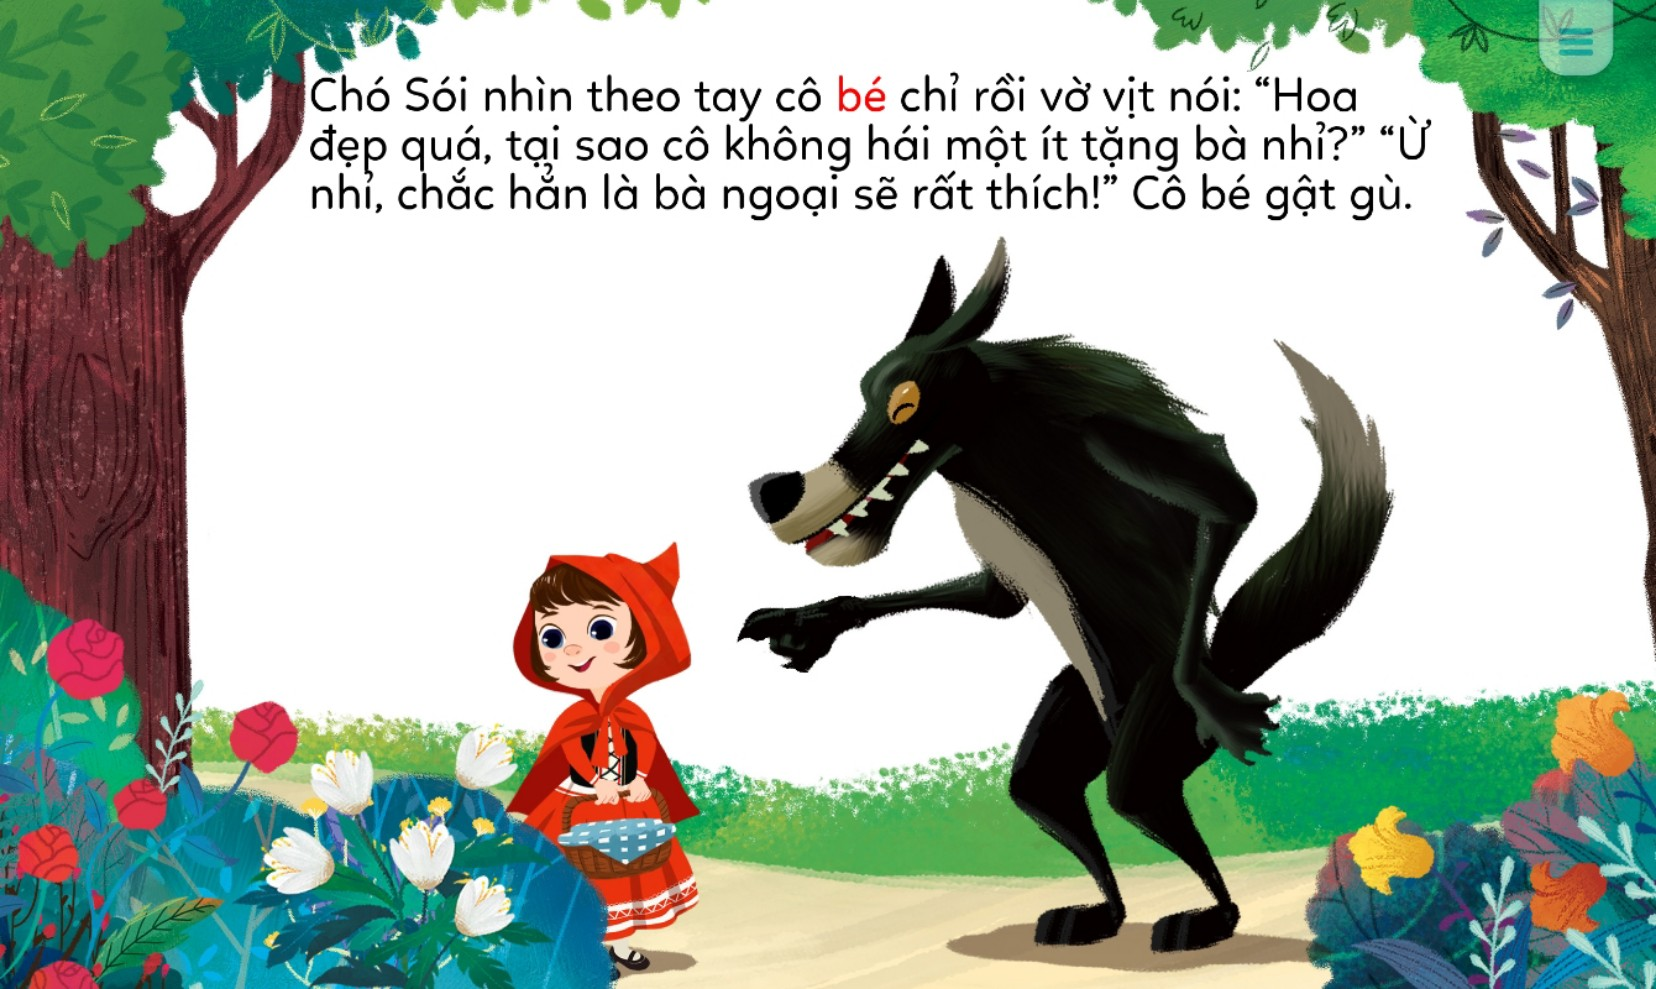 Chó Sói nhìn theo tay cô bé chỉ rồi vờ vịt nói: “Hoa
đẹp quá, tại sao cô không hái một ít tặng bà nhỉ?” “Ừ
nhỉ, chắc hẳn là bà ngoại sẽ rất thích!” Cô bé gật gù.